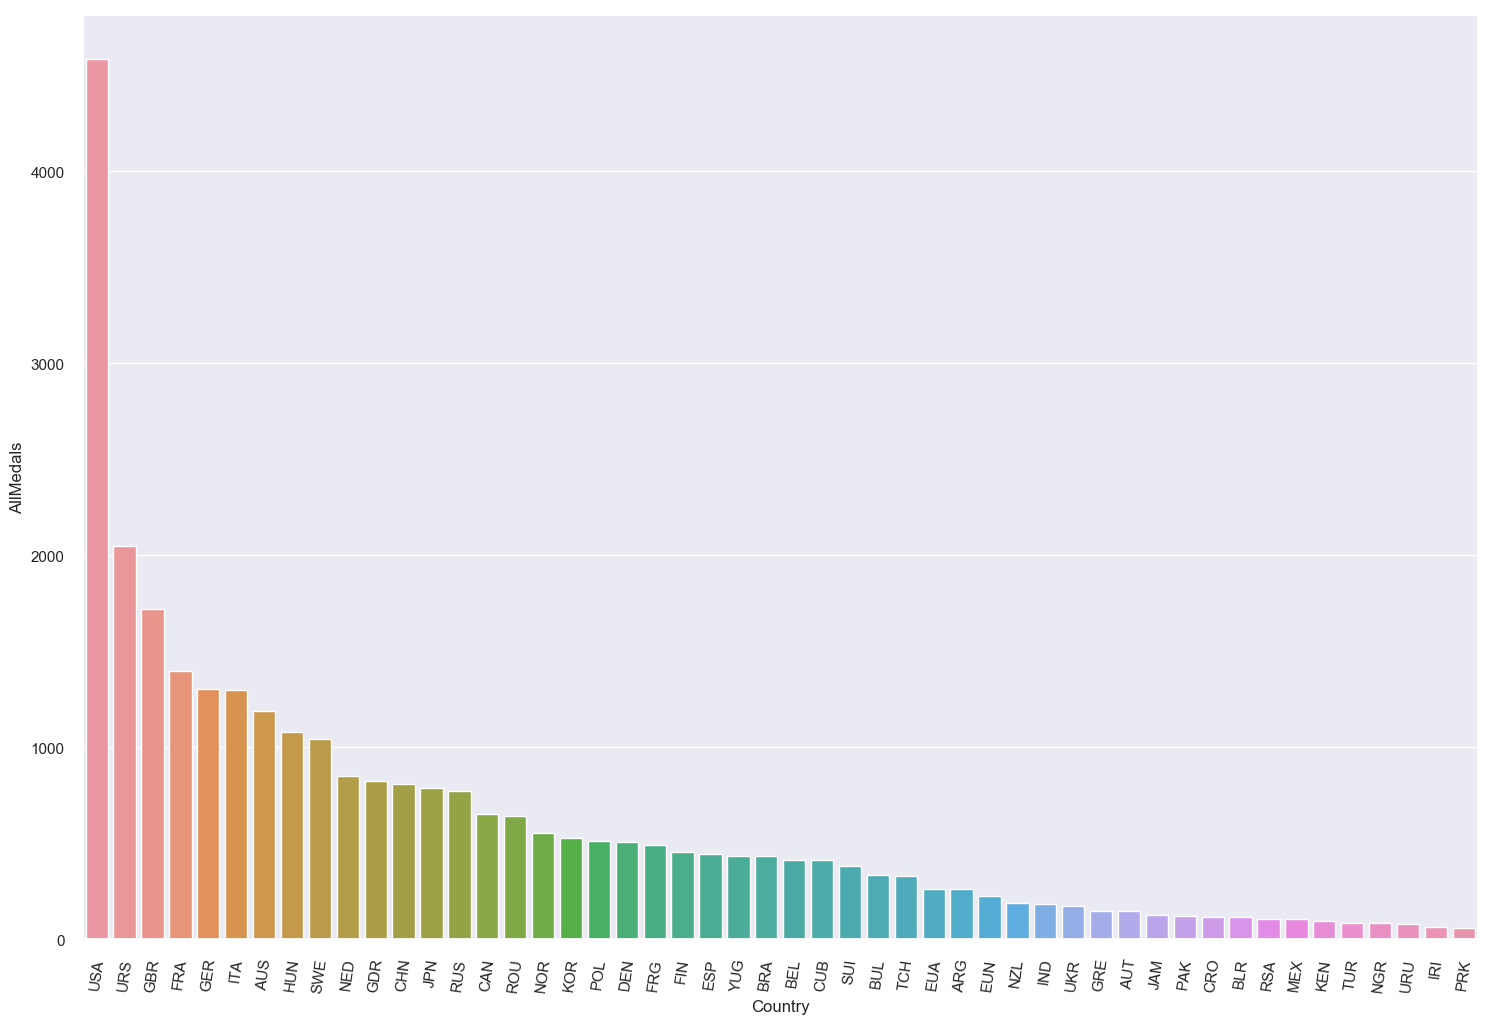 4000
3000
2000
1000
0
AllMedals
USA URS GBR FRA GER ITA AUS HUN SWE NED GDR CHN JPN RUS CAN ROU NOR KOR POL DEN FRG FIN ESP YUG BRA BEL CUB SUI BUL TCH EUA ARG EUN NZL IND UKR GRE AUT JAM PAK CRO BLR RSA MEX KEN TUR NGR URU IRI PRK
Country